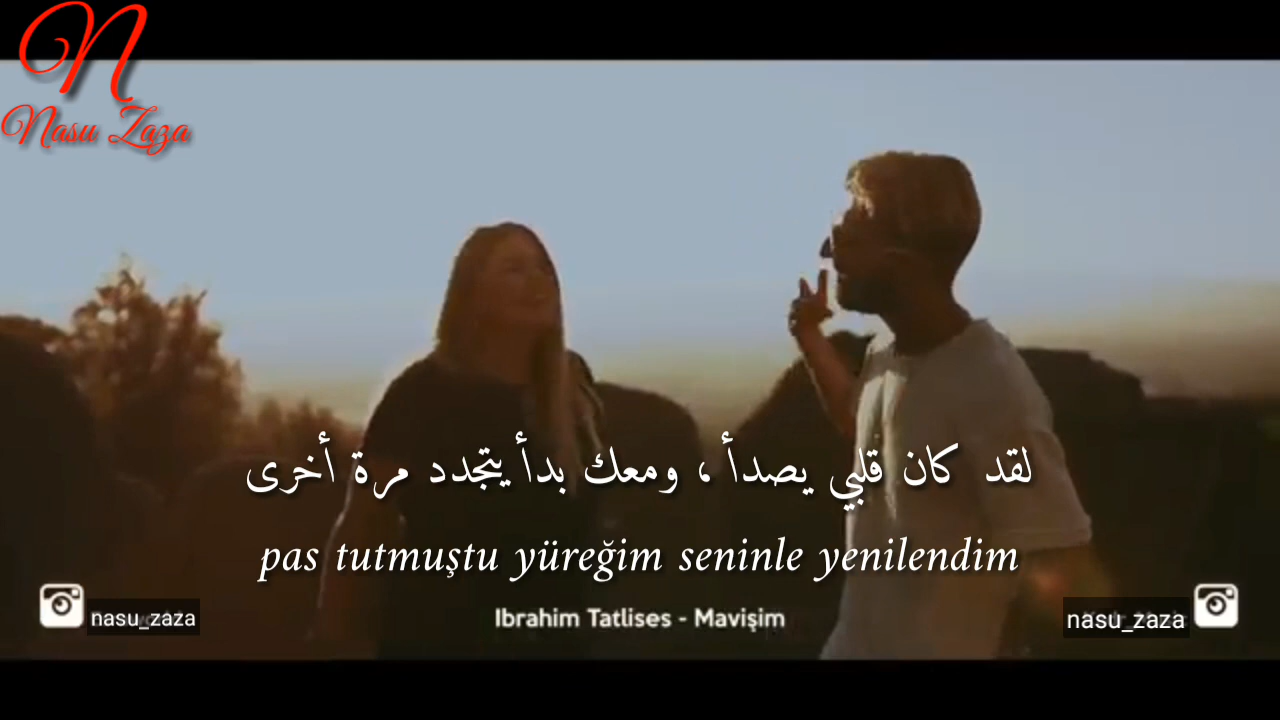 N
Nasu Zaza
لقد كان قلبي يصدأ ، ومعك بدأ يتجدد مرة أخرى
pas tutmuştu yüreğim seninle yenilendim
nasu_zaza
Ibrahim Tatlises - Mavişim
nasu_zaza